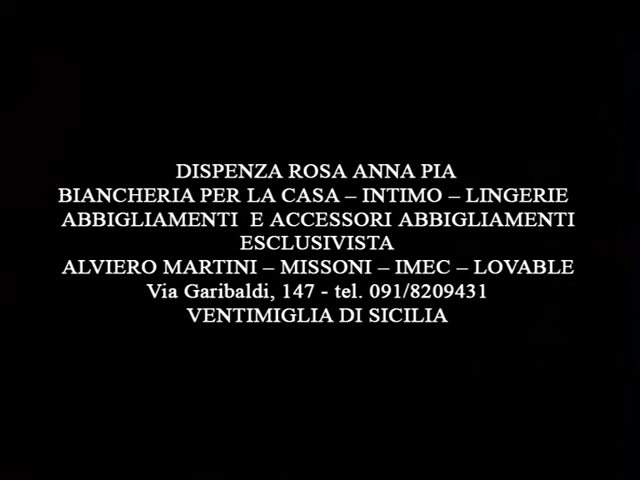 DISPENZA ROSA ANNA PIA
BIANCHERIA PER LA CASA – INTIMO – LINGERIE
ABBIGLIAMENTI E ACCESSORI ABBIGLIAMENTI
ESCLUSIVISTA
ALVIERO MARTINI – MISSONI – IMEC – LOVABLE
Via Garibaldi, 147 - tel. 091/8209431
VENTIMIGLIA DI SICILIA